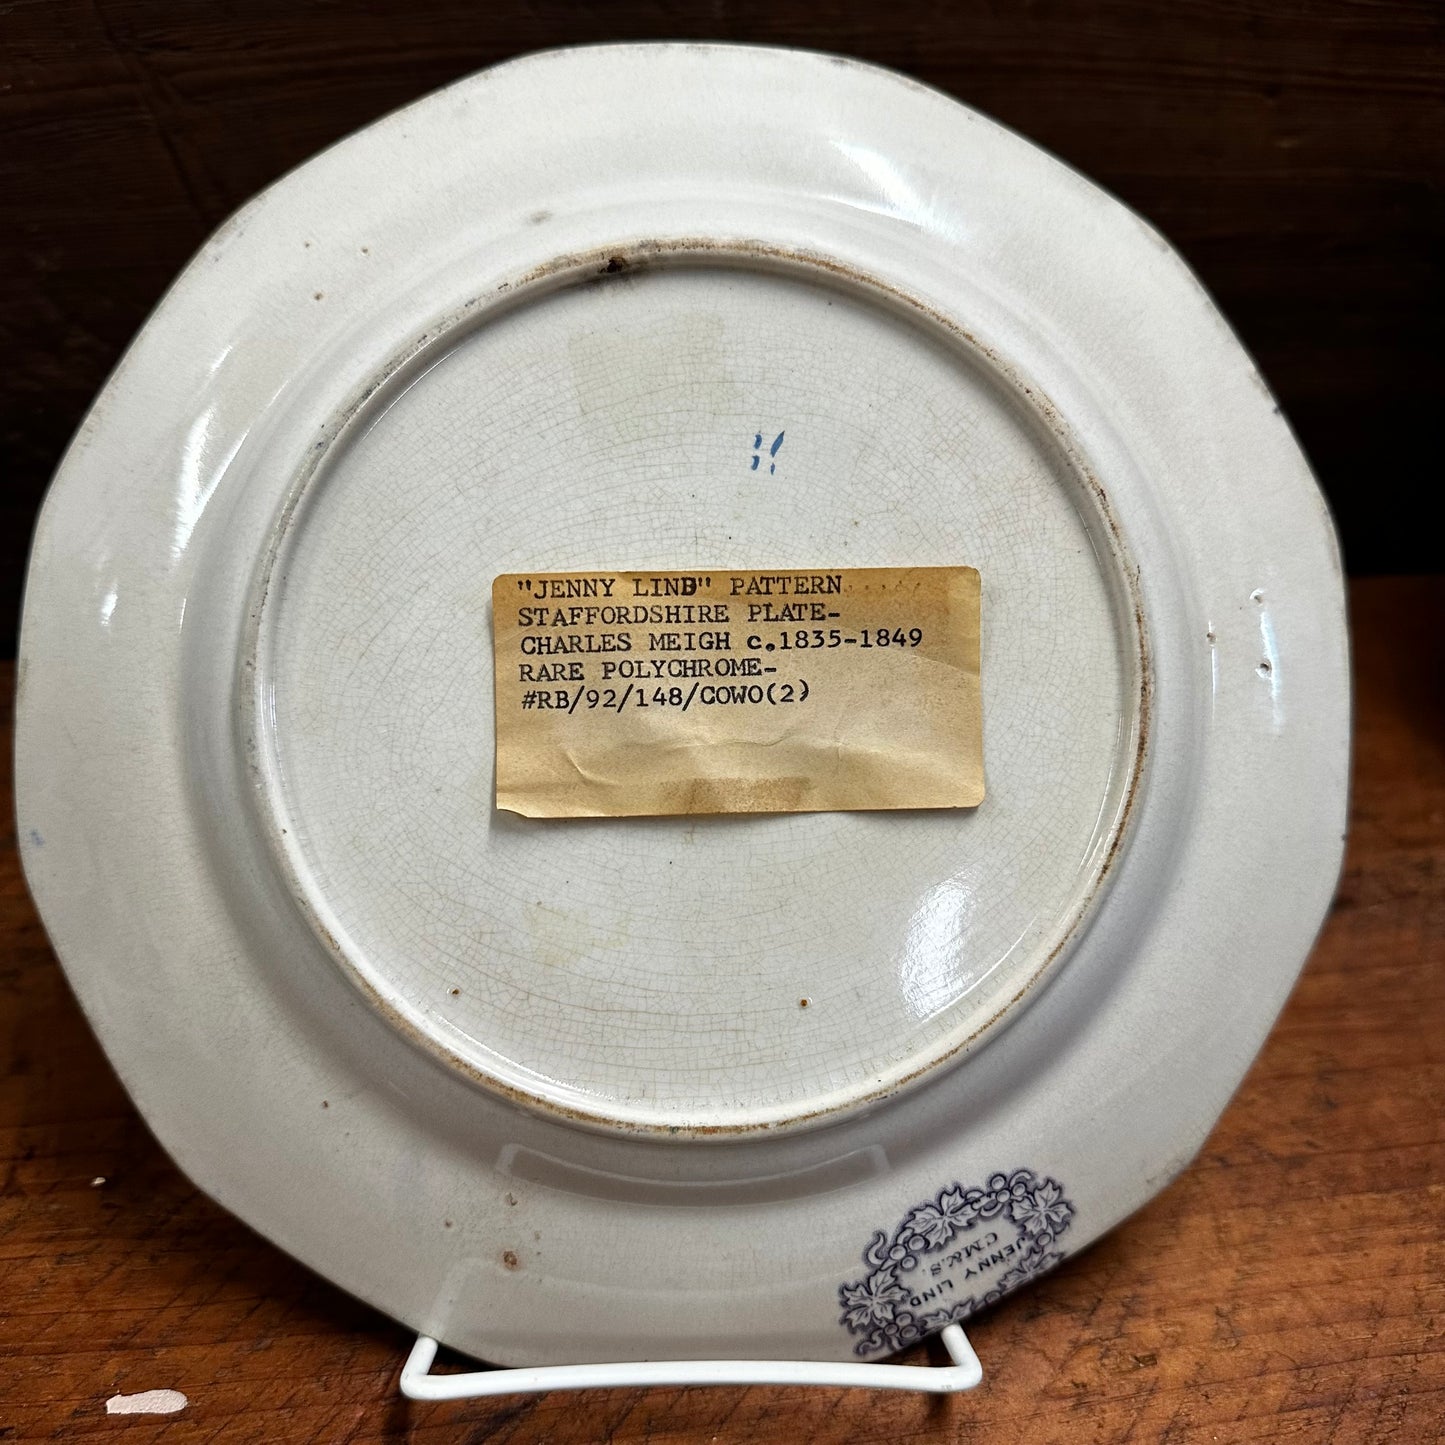 "JENNY LIND" PATTERN
STAFFORDSHIRE PLATE-
CHARLES MEIGH c.1835-1849
RARE POLYCHROME-
#RB/92/148/COWO(2)
JENNY LIND
C.M.&.S.